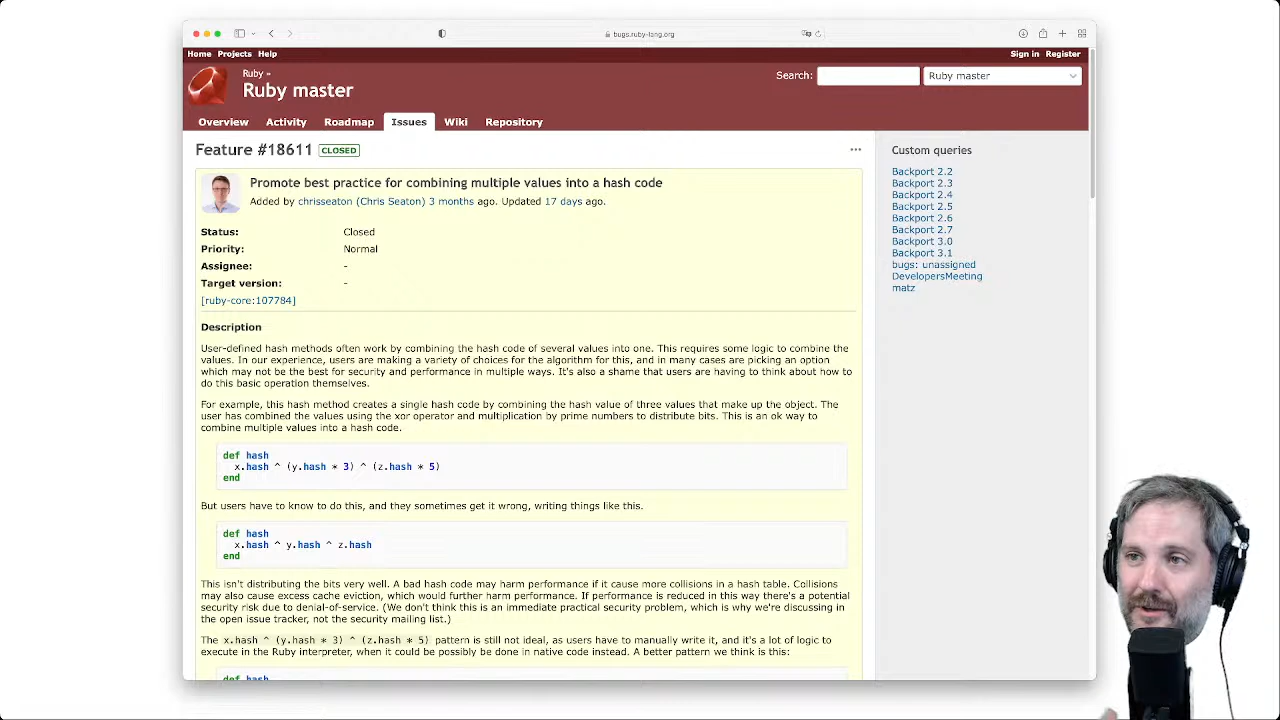 bugs.ruby-lang.org
Home Projects Help
Sign in Register
Ruby »
Ruby master
Search:
Ruby master
Overview Activity Roadmap Issues Wiki Repository
Feature #18611 CLOSED
Promote best practice for combining multiple values into a hash code
Added by chrisseaton (Chris Seaton) 3 months ago. Updated 17 days ago.
Status: Closed
Priority: Normal
Assignee: -
Target version: -
[ruby-core:107784]
Description
User-defined hash methods often work by combining the hash code of several values into one. This requires some logic to combine the
values. In our experience, users are making a variety of choices for the algorithm for this, and in many cases are picking an option
which may not be the best for security and performance in multiple ways. It's also a shame that users are having to think about how to
do this basic operation themselves.
For example, this hash method creates a single hash code by combining the hash value of three values that make up the object. The
user has combined the values using the xor operator and multiplication by prime numbers to distribute bits. This is an ok way to
combine multiple values into a hash code.
def hash
x.hash ^ (y.hash * 3) ^ (z.hash * 5)
end
But users have to know to do this, and they sometimes get it wrong, writing things like this.
def hash
x.hash ^ y.hash ^ z.hash
end
This isn't distributing the bits very well. A bad hash code may harm performance if it cause more collisions in a hash table. Collisions
may also cause excess cache eviction, which would further harm performance. If performance is reduced in this way there's a potential
security risk due to denial-of-service. (We don't think this is an immediate practical security problem, which is why we're discussing in
the open issue tracker, not the security mailing list.)
The x.hash ^ (y.hash * 3) ^ (z.hash * 5) pattern is still not ideal, as users have to manually write it, and it's a lot of logic to
execute in the Ruby interpreter, when it could be possibly be done in native code instead. A better pattern we think is this:
def hash
Custom queries
Backport 2.2
Backport 2.3
Backport 2.4
Backport 2.5
Backport 2.6
Backport 2.7
Backport 3.0
Backport 3.1
bugs: unassigned
DevelopersMeeting
matz